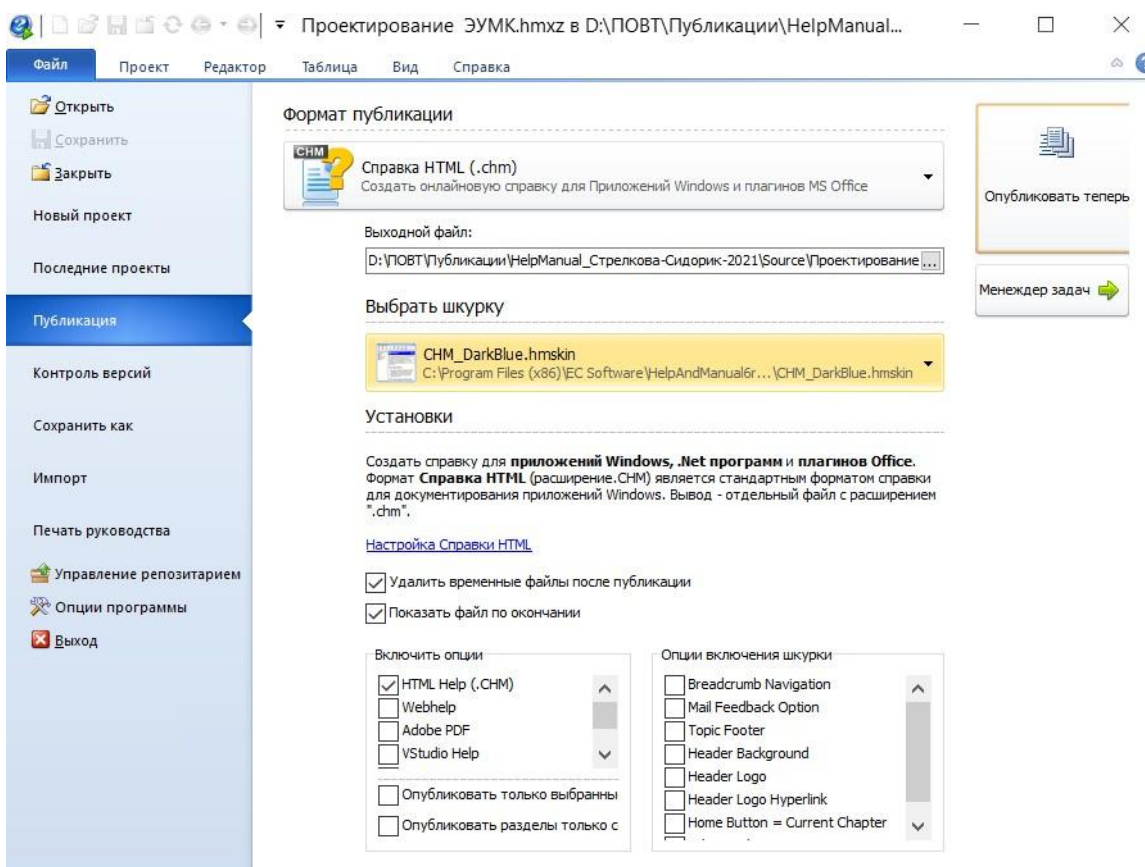 Проектирование ЭУМК.hmxz в D:\ПОВТ\Публикации\HelpManual...
Файл Проект Редактор Таблица Вид Справка
Открыть
Сохранить
Закрыть
Новый проект
Последние проекты
Публикация
Контроль версий
Сохранить как
Импорт
Печать руководства
Управление репозитарием
Опции программы
Выход
Формат публикации
CHM
Справка HTML (.chm)
Создать онлайновую справку для Приложений Windows и плагинов MS Office
Выходной файл:
D:\ПОВТ\Публикации\HelpManual_Стрелкова-Сидорик-2021\Source\Проектирование ...
Выбрать шкурку
CHM_DarkBlue.hmskin
C:\Program Files (x86)\EC Software\HelpAndManual6r...\CHM_DarkBlue.hmskin
Установки
Создать справку для приложений Windows, .Net программ и плагинов Office.
Формат Справка HTML (расширение.CHM) является стандартным форматом справки
для документирования приложений Windows. Вывод - отдельный файл с расширением
".chm".
Настройка Справки HTML
Удалить временные файлы после публикации
Показать файл по окончании
Включить опции
HTML Help (.CHM)
Webhelp
Adobe PDF
VStudio Help
Опубликовать только выбранны
Опубликовать разделы только с
Опции включения шкурки
Breadcrumb Navigation
Mail Feedback Option
Topic Footer
Header Background
Header Logo
Header Logo Hyperlink
Home Button = Current Chapter
Опубликовать теперь
Менеждер задач